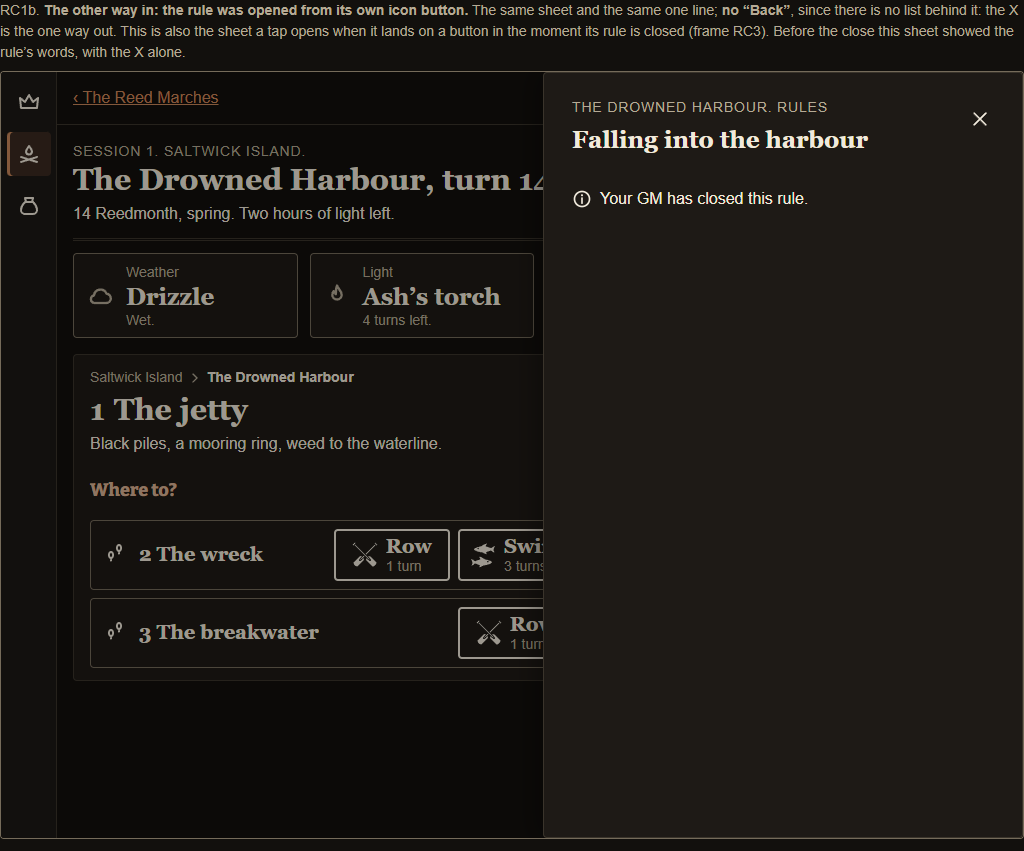 RC1b. The other way in: the rule was opened from its own icon button. The same sheet and the same one line; no “Back”, since there is no list behind it: the X
is the one way out. This is also the sheet a tap opens when it lands on a button in the moment its rule is closed (frame RC3). Before the close this sheet showed the
rule’s words, with the X alone.
‹ The Reed Marches
SESSION 1. SALTWICK ISLAND.
The Drowned Harbour, turn 14
14 Reedmonth, spring. Two hours of light left.
Weather
Drizzle
Wet.
Light
Ash’s torch
4 turns left.
Saltwick Island › The Drowned Harbour
1 The jetty
Black piles, a mooring ring, weed to the waterline.
Where to?
2 The wreck
Row
1 turn
3 turns
3 The breakwater
THE DROWNED HARBOUR. RULES
Falling into the harbour
Your GM has closed this rule.